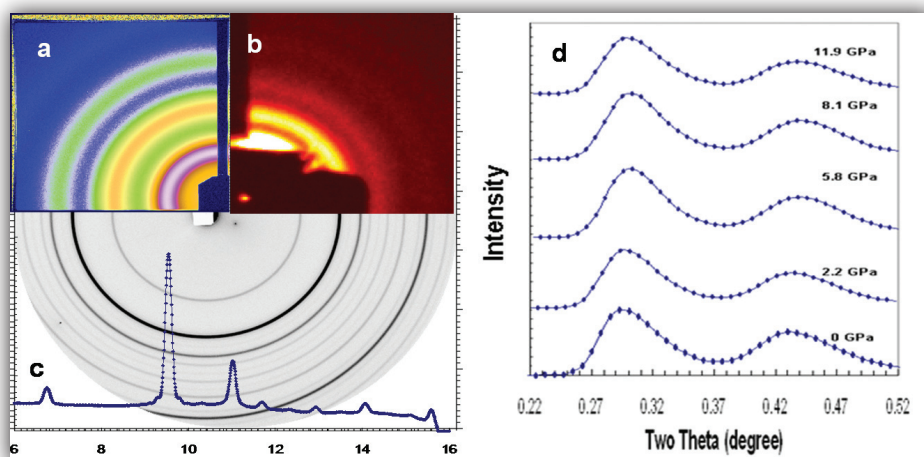 a
b
c
6
8
10
12
14
16
d
11.9 GPa
8.1 GPa
5.8 GPa
2.2 GPa
0 GPa
Intensity
0.22
0.27
0.32
0.37
0.42
0.47
0.52
Two Theta (degree)